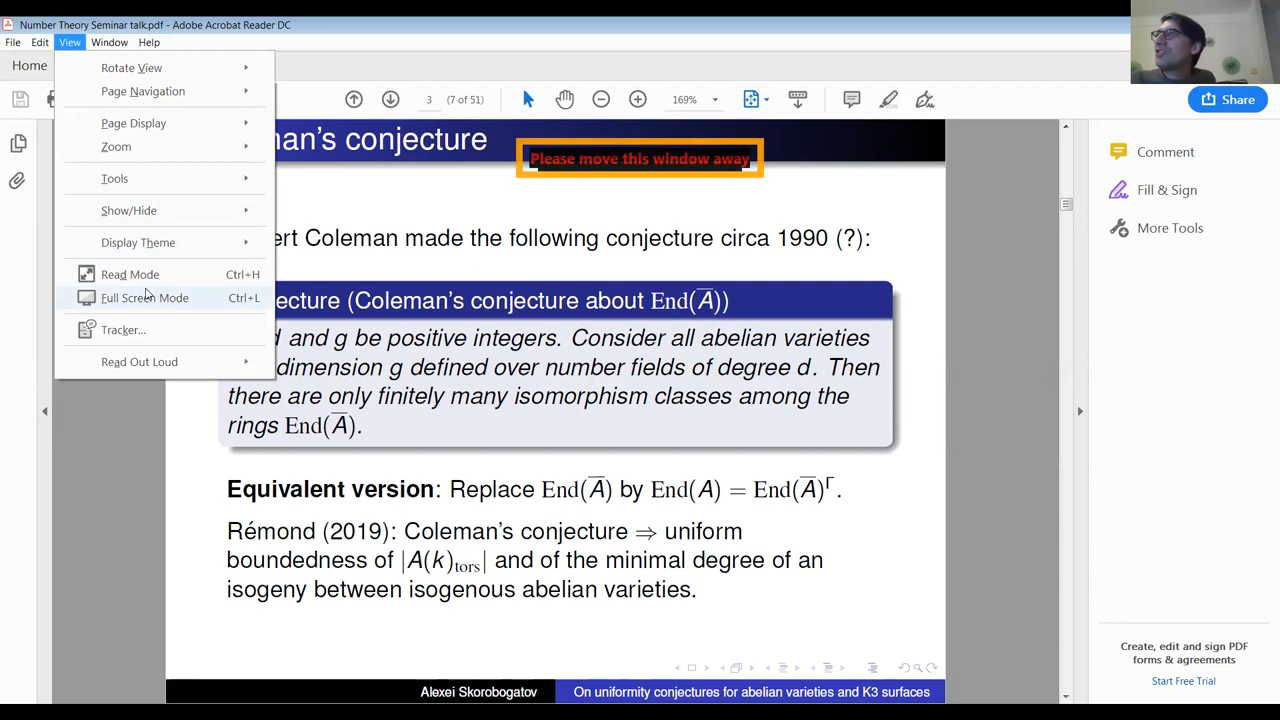 Number Theory Seminar talk.pdf - Adobe Acrobat Reader DC
File Edit View Window Help
Home
Rotate View
Page Navigation
Page Display
Zoom
Tools
Show/Hide
Display Theme
Read Mode Ctrl+H
Full Screen Mode Ctrl+L
Tracker...
Read Out Loud
3 (7 of 51)
169%
Share
Comment
Fill & Sign
More Tools
Create, edit and sign PDF
forms & agreements
Start Free Trial
an's conjecture
Please move this window away
ert Coleman made the following conjecture circa 1990 (?):
ecture (Coleman's conjecture about End(A̅))
d and g be positive integers. Consider all abelian varieties
dimension g defined over number fields of degree d. Then
there are only finitely many isomorphism classes among the
rings End(A̅).
Equivalent version: Replace End(A̅) by End(A) = End(A̅)^Γ.
Rémond (2019): Coleman's conjecture ⇒ uniform
boundedness of |A(k)_tors| and of the minimal degree of an
isogeny between isogenous abelian varieties.
Alexei Skorobogatov On uniformity conjectures for abelian varieties and K3 surfaces